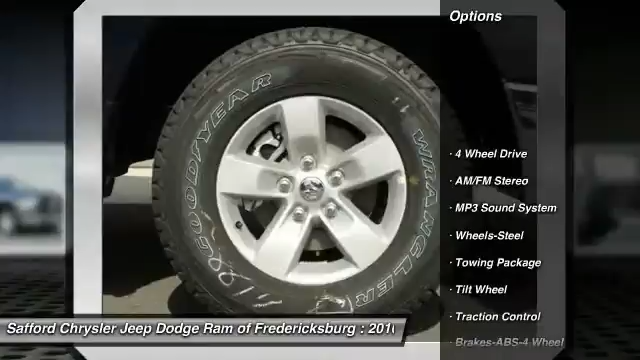 Options
GOODYEAR
WRANGLER
· 4 Wheel Drive
· AM/FM Stereo
· MP3 Sound System
· Wheels-Steel
· Towing Package
· Tilt Wheel
· Traction Control
· Brakes-ABS-4 Wheel
Safford Chrysler Jeep Dodge Ram of Fredericksburg : 201